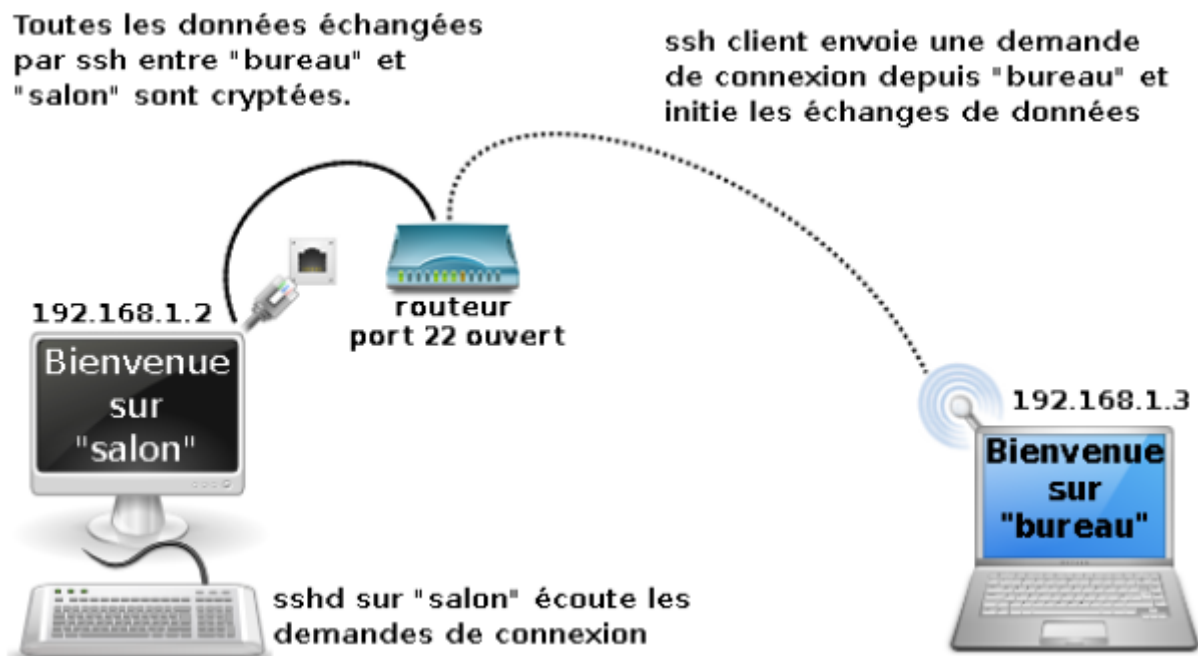 Toutes les données échangées
par ssh entre "bureau" et
"salon" sont cryptées.
ssh client envoie une demande
de connexion depuis "bureau" et
initie les échanges de données
routeur
port 22 ouvert
192.168.1.2
Bienvenue
sur
"salon"
192.168.1.3
Bienvenue
sur
"bureau"
sshd sur "salon" écoute les
demandes de connexion